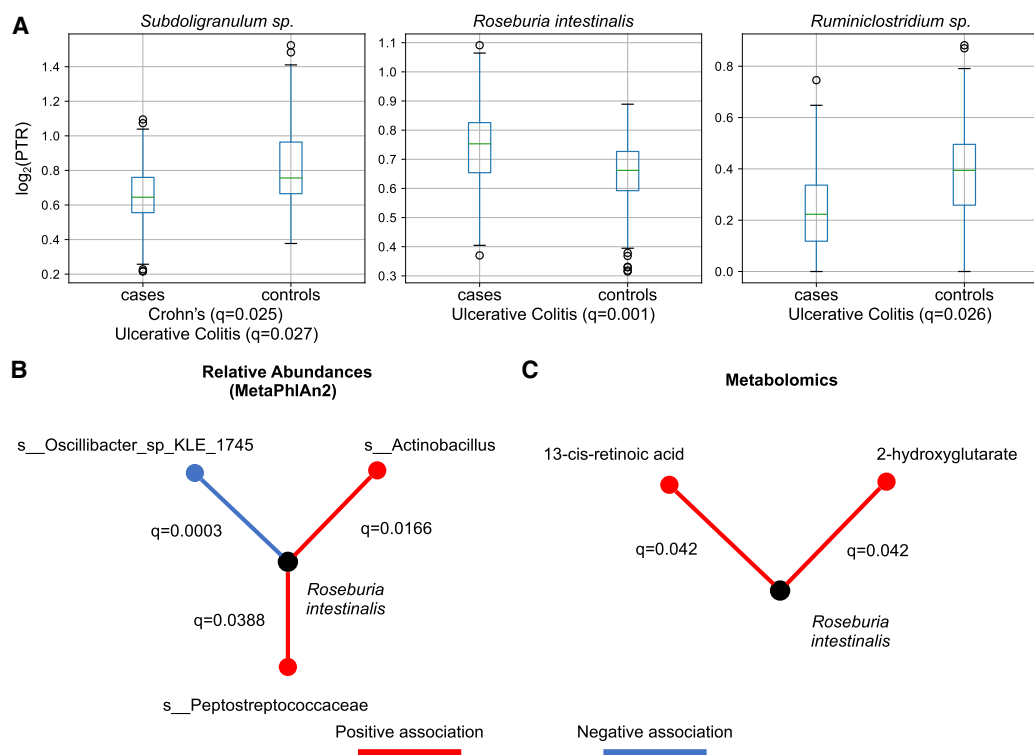 A
Subdoligranulum sp.
Roseburia intestinalis
Ruminiclostridium sp.
log2(PTR)
1.4
1.2
1.0
0.8
0.6
0.4
0.2
cases
controls
Crohn's (q=0.025)
Ulcerative Colitis (q=0.027)
1.1
1.0
0.9
0.8
0.7
0.6
0.5
0.4
0.3
cases
controls
Ulcerative Colitis (q=0.001)
0.8
0.6
0.4
0.2
0.0
cases
controls
Ulcerative Colitis (q=0.026)
B
Relative Abundances
(MetaPhlAn2)
s__Oscillibacter_sp_KLE_1745
s__Actinobacillus
q=0.0003
q=0.0166
Roseburia
intestinalis
q=0.0388
s__Peptostreptococcaceae
C
Metabolomics
13-cis-retinoic acid
2-hydroxyglutarate
q=0.042
q=0.042
Roseburia
intestinalis
Positive association
Negative association